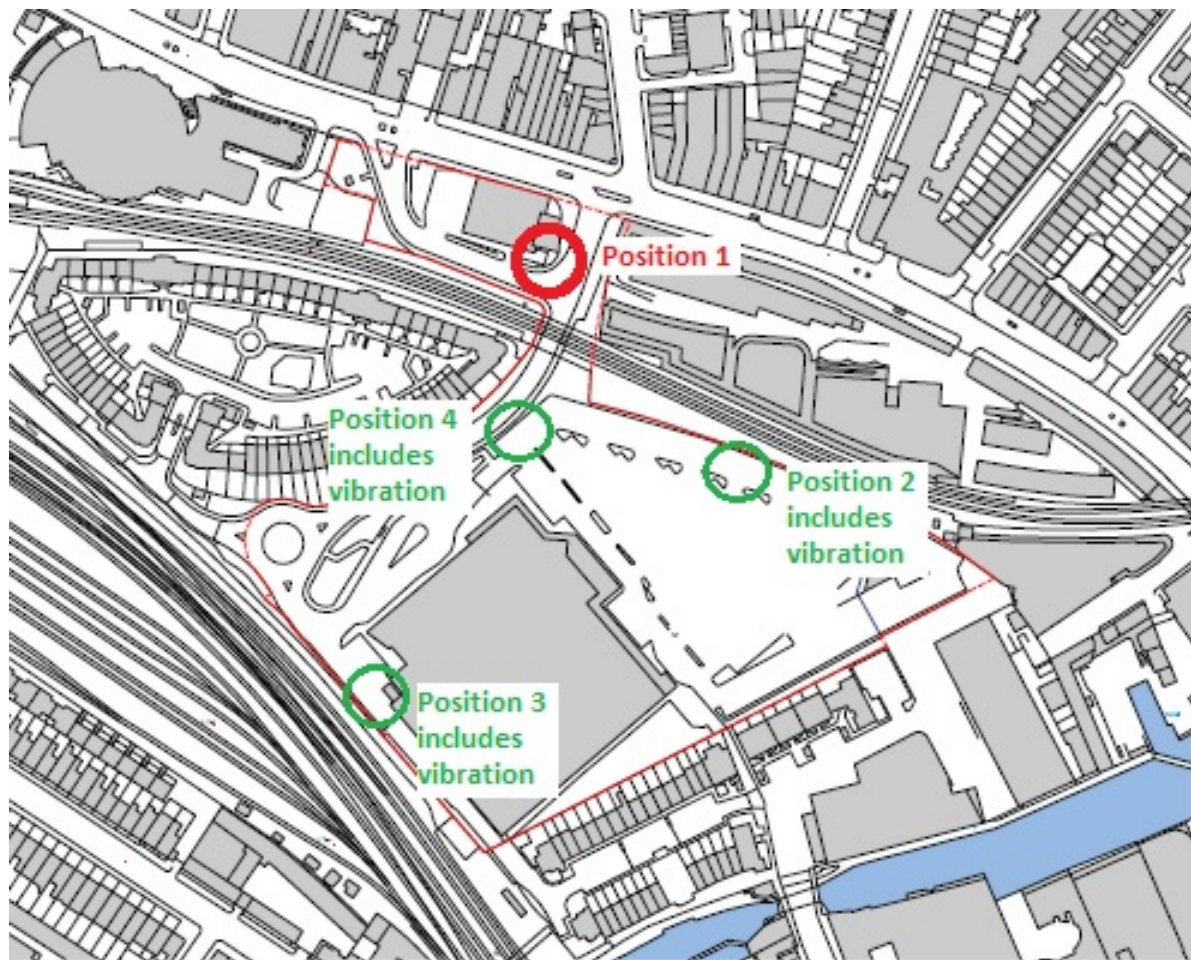 Position 1
Position 4
includes
vibration
Position 2
includes
vibration
Position 3
includes
vibration